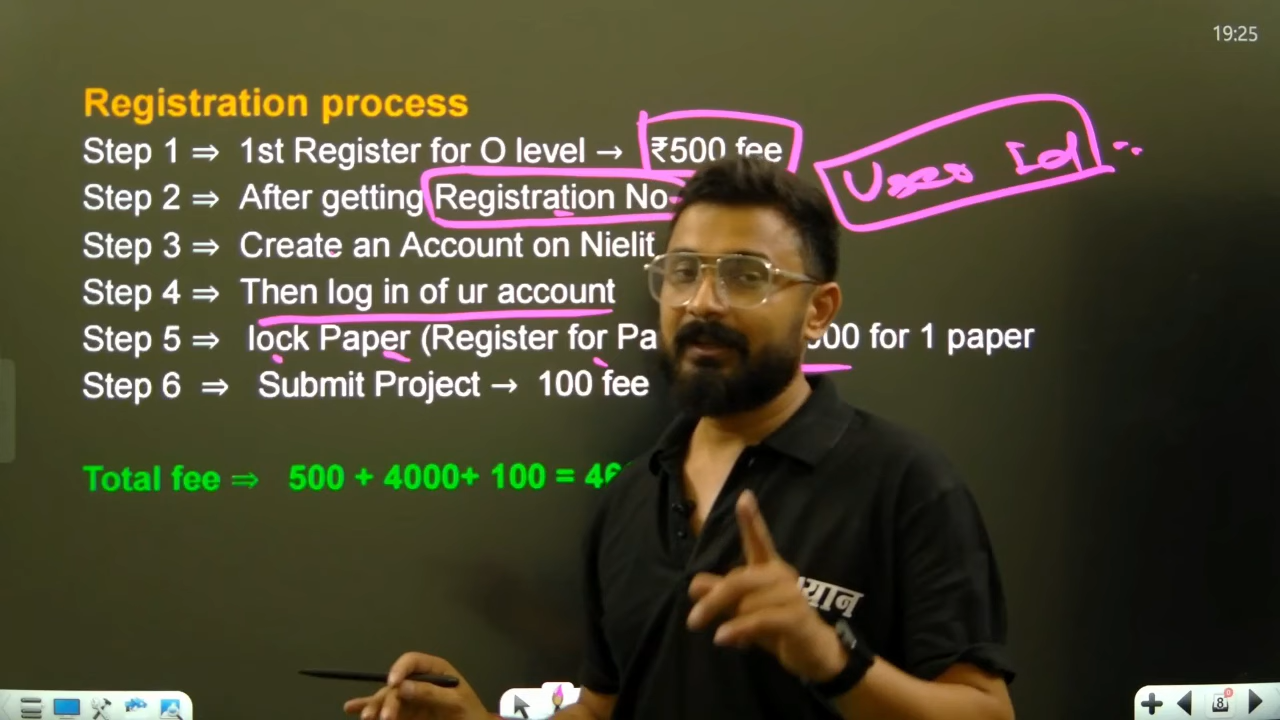 19:25
Registration process
Step 1 ⇒ 1st Register for O level → ₹500 fee
User Id
Step 2 ⇒ After getting Registration No
Step 3 ⇒ Create an Account on Nielit
Step 4 ⇒ Then log in of ur account
Step 5 ⇒ lock Paper (Register for for 1 paper
Step 6 ⇒ Submit Project → 100 fee
Total fee ⇒ 500 + 4000+ 100 =
8